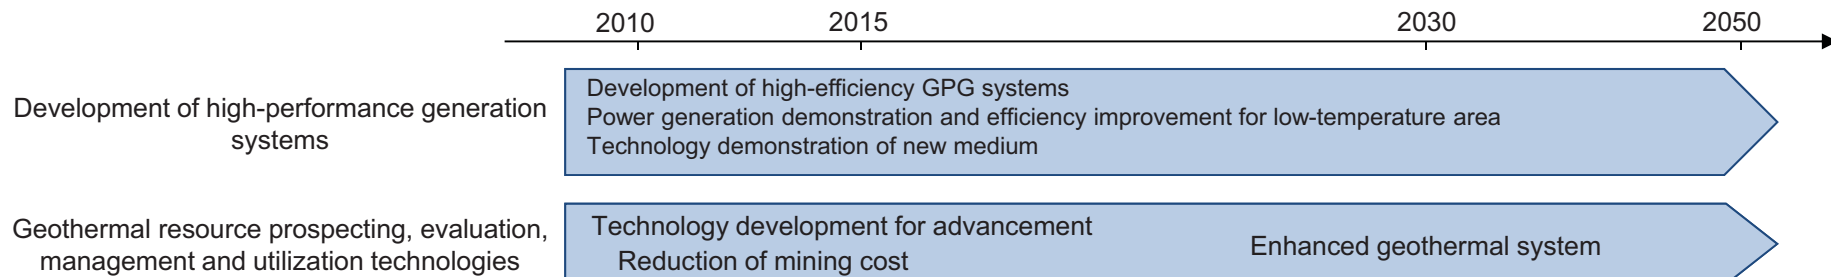 2010 2015 2030 2050
Development of high-performance generation
systems
Development of high-efficiency GPG systems
Power generation demonstration and efficiency improvement for low-temperature area
Technology demonstration of new medium
Geothermal resource prospecting, evaluation,
management and utilization technologies
Technology development for advancement
Reduction of mining cost
Enhanced geothermal system